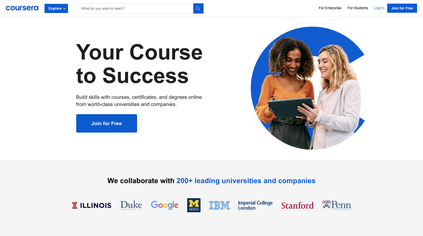 coursera
Explore
What do you want to learn?
For Enterprise
For Students
Log In
Join for Free
Your Course
to Success
Build skills with courses, certificates, and degrees online
from world-class universities and companies.
Join for Free
We collaborate with 200+ leading universities and companies
ILLINOIS
Duke
Google
M
IBM
Imperial College
London
Stanford
Penn